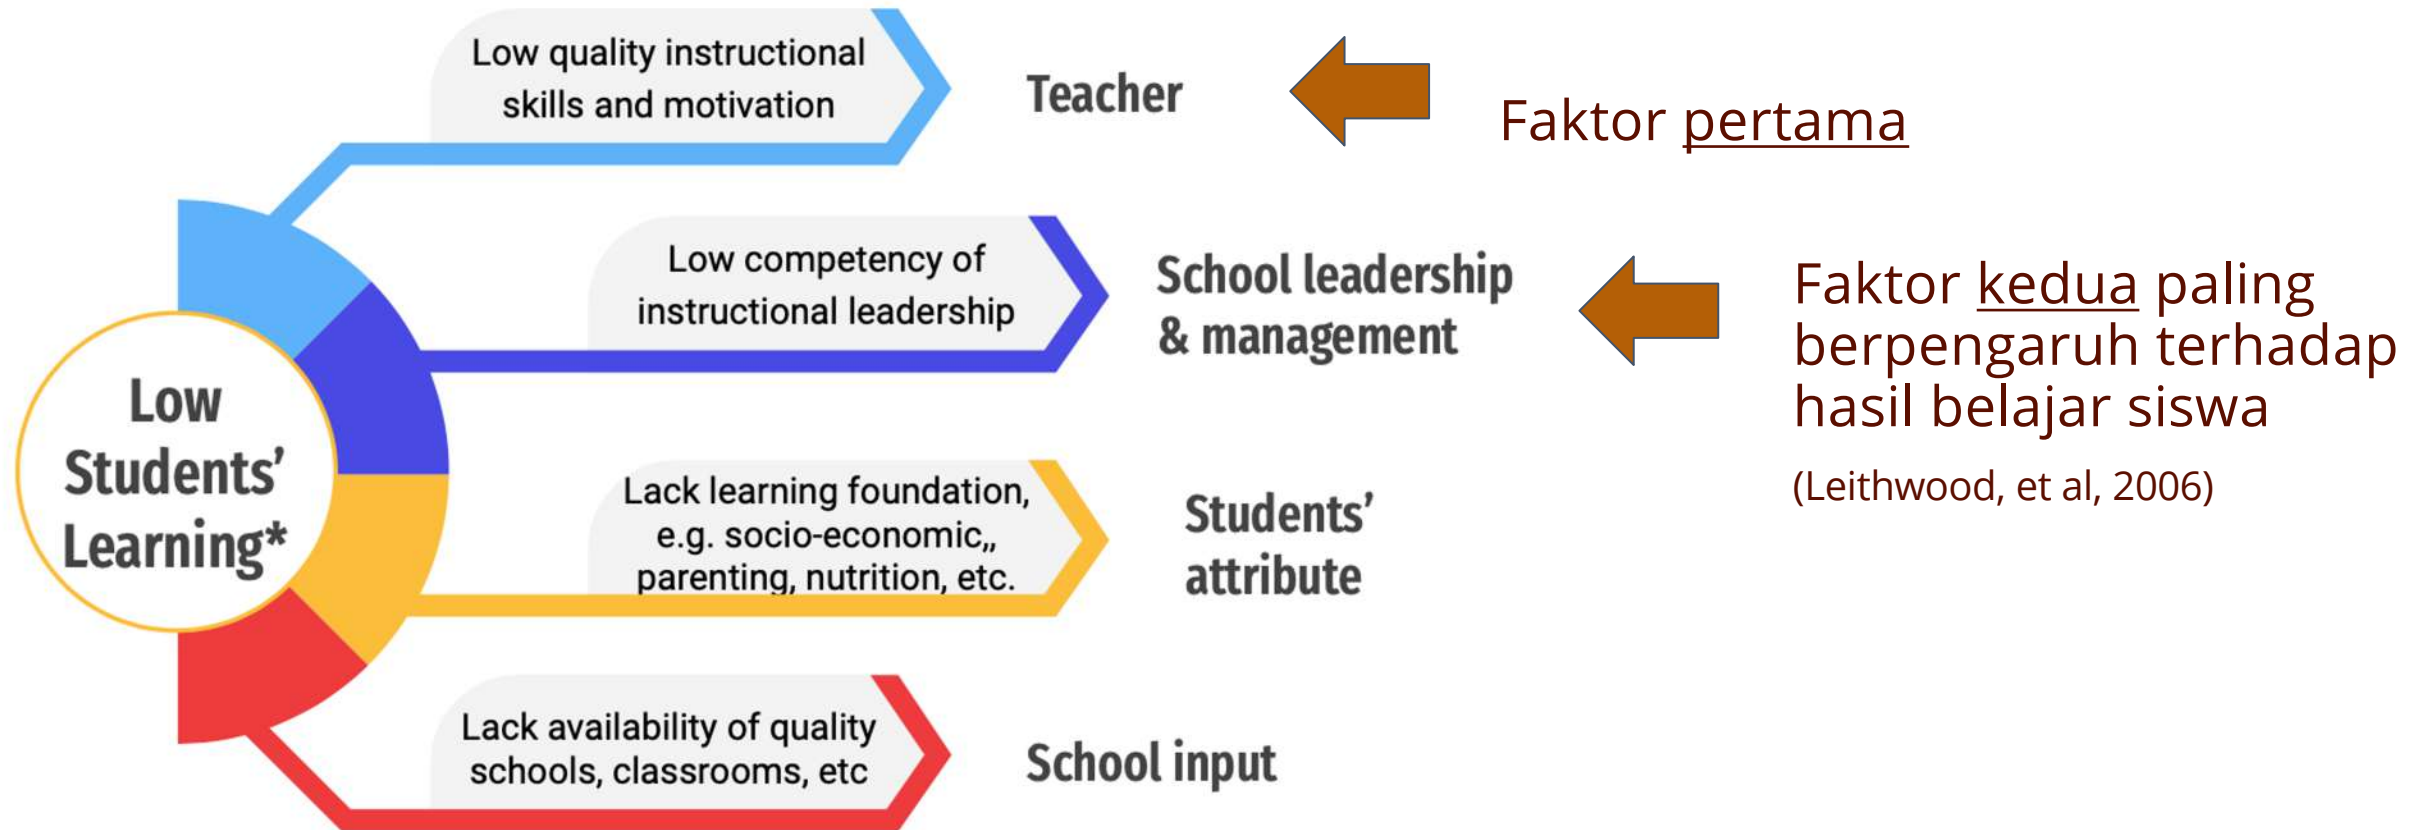 Low quality instructional
skills and motivation
Teacher
Faktor pertama
Low competency of
instructional leadership
School leadership
& management
Faktor kedua paling
berpengaruh terhadap
hasil belajar siswa
(Leithwood, et al, 2006)
Low
Students’
Learning*
Lack learning foundation,
e.g. socio-economic,,
parenting, nutrition, etc.
Students’
attribute
Lack availability of quality
schools, classrooms, etc
School input